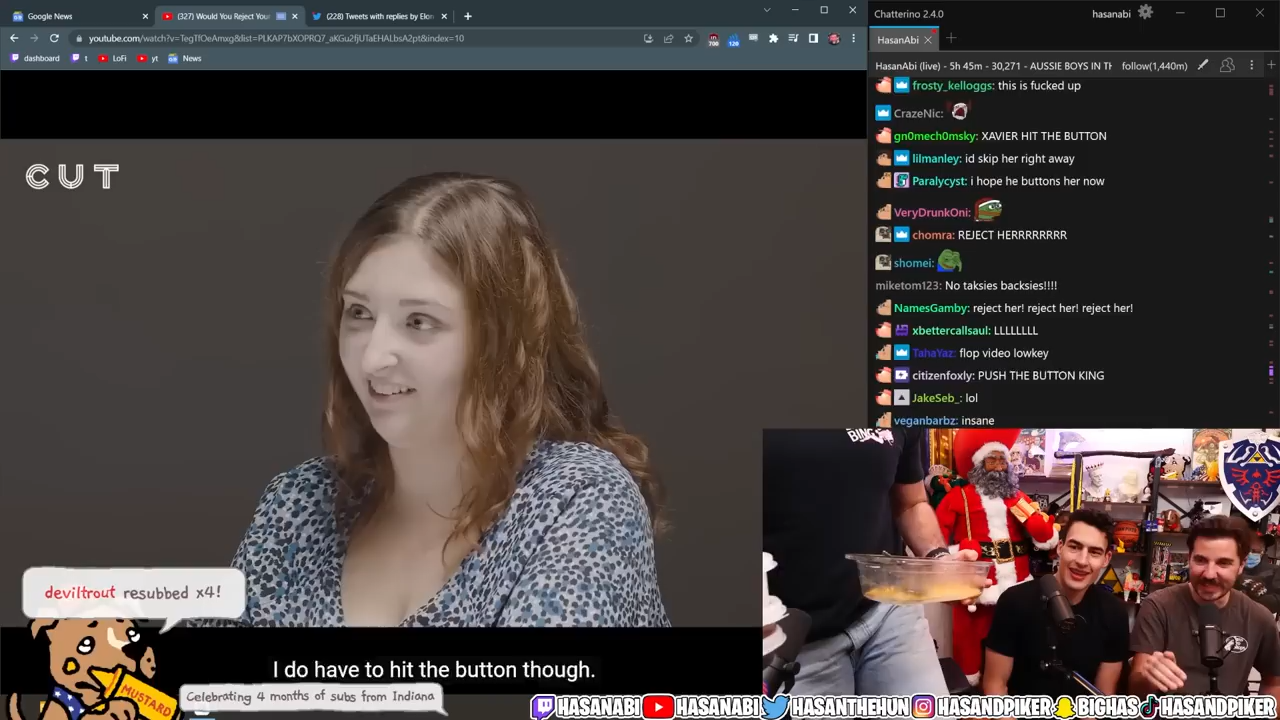 Google News
(327) Would You Reject Your
(228) Tweets with replies by Elon
youtube.com/watch?v=TegTfOeAmxg&list=PLKAP7bXOPRQ7_aKGu2fjUTaEHALbsA2pt&index=10
dashboard
t
LoFi
yt
News
CUT
I do have to hit the button though.
deviltrout resubbed x4!
MUSTARD
Celebrating 4 months of subs from Indiana
Chatterino 2.4.0
hasanabi
HasanAbi
HasanAbi (live) - 5h 45m - 30,271 - AUSSIE BOYS IN TH
follow(1,440m)
frosty_kelloggs: this is fucked up
CrazeNic:
gn0mech0msky: XAVIER HIT THE BUTTON
lilmanley: id skip her right away
Paralycyst: i hope he buttons her now
VeryDrunkOni:
chomra: REJECT HERRRRRRRR
shomei:
miketom123: No taksies backsies!!!!
NamesGamby: reject her! reject her! reject her!
xbettercallsaul: LLLLLLLL
TahaYaz: flop video lowkey
citizenfoxly: PUSH THE BUTTON KING
JakeSeb_: lol
veganbarbz: insane
HASANABI
HASANABI
HASANTHEHUN
HASANDPIKER
BIGHAS
HASANDPIKER